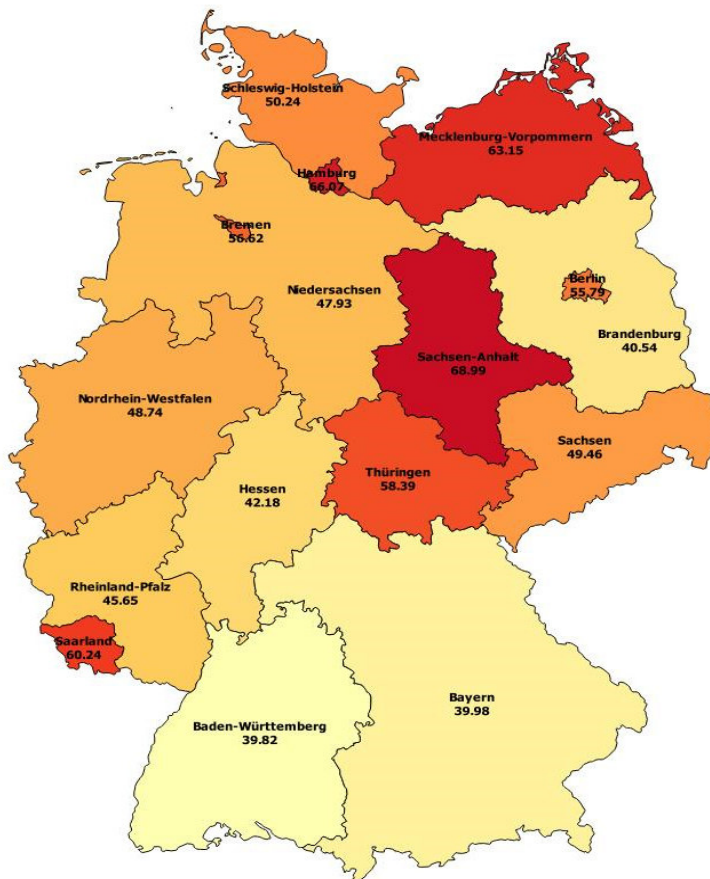 Schleswig-Holstein
50.24
Mecklenburg-Vorpommern
63.15
Hamburg
66.07
Bremen
56.62
Berlin
55.79
Niedersachsen
47.93
Brandenburg
40.54
Sachsen-Anhalt
68.99
Nordrhein-Westfalen
48.74
Sachsen
49.46
Thüringen
58.39
Hessen
42.18
Rheinland-Pfalz
45.65
Saarland
60.24
Bayern
39.98
Baden-Württemberg
39.82